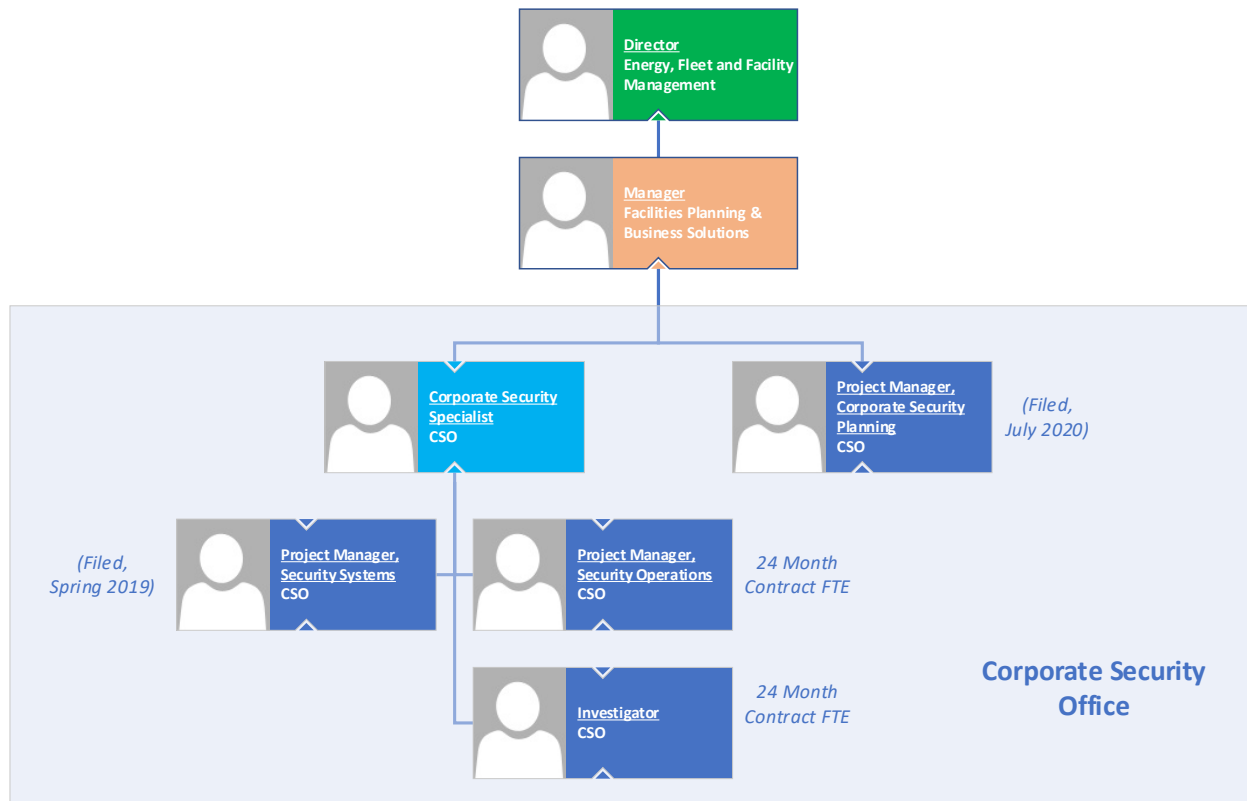 Director
Energy, Fleet and Facility
Management
Manager
Facilities Planning &
Business Solutions
Corporate Security
Specialist
CSO
Project Manager,
Corporate Security
Planning
CSO
(Filed,
July 2020)
(Filed,
Spring 2019)
Project Manager,
Security Systems
CSO
Project Manager,
Security Operations
CSO
24 Month
Contract FTE
Investigator
CSO
24 Month
Contract FTE
Corporate Security
Office